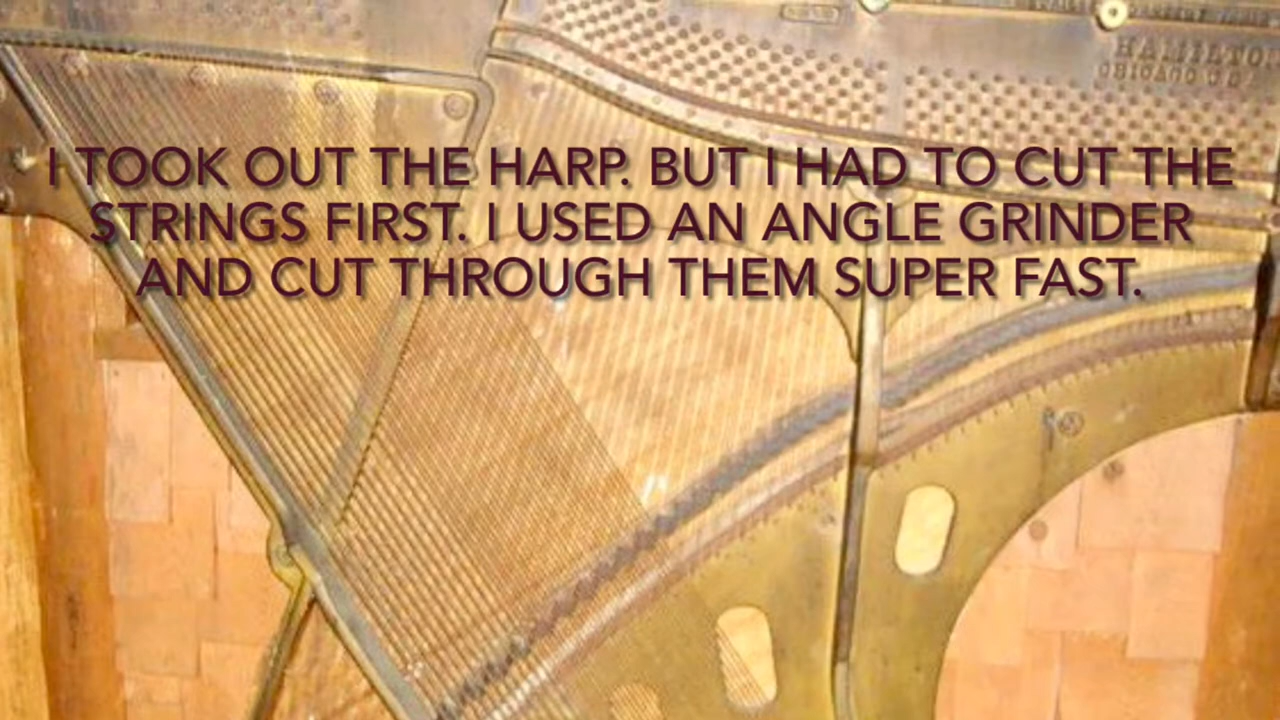 HAMILTON
CHICAGO
I TOOK OUT THE HARP. BUT I HAD TO CUT THE
STRINGS FIRST. I USED AN ANGLE GRINDER
AND CUT THROUGH THEM SUPER FAST.